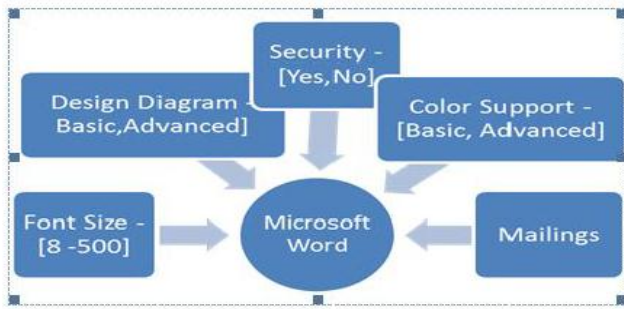 Security -
[Yes,No]
Design Diagram -
Basic,Advanced]
Color Support -
[Basic, Advanced]
Font Size -
[8 -500]
Microsoft
Word
Mailings